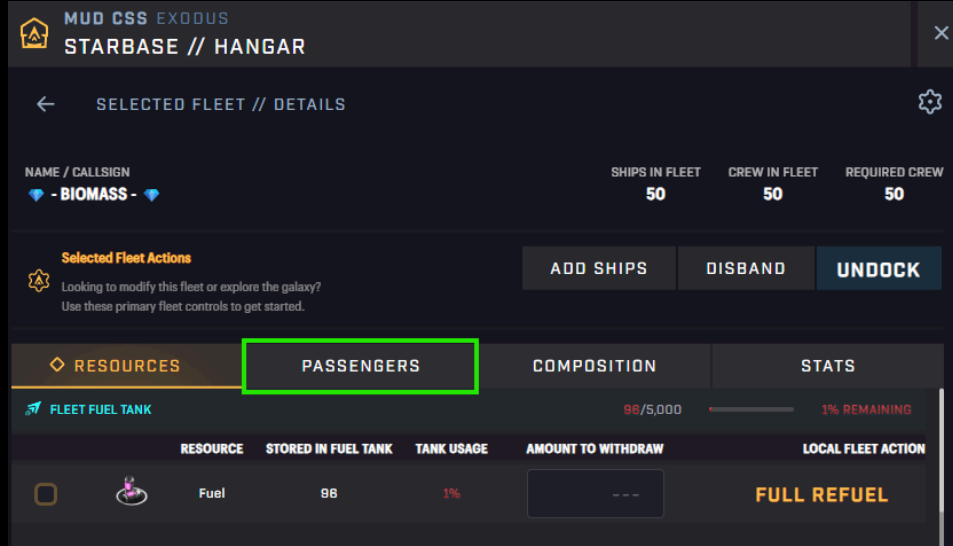 MUD CSS EXODUS
STARBASE // HANGAR
SELECTED FLEET // DETAILS
NAME / CALLSIGN SHIPS IN FLEET CREW IN FLEET REQUIRED CREW
💎 - BIOMASS - 💎 50 50 50
Selected Fleet Actions
Looking to modify this fleet or explore the galaxy?
Use these primary fleet controls to get started.
ADD SHIPS DISBAND UNDOCK
RESOURCES PASSENGERS COMPOSITION STATS
FLEET FUEL TANK 96/5,000 1% REMAINING
RESOURCE STORED IN FUEL TANK TANK USAGE AMOUNT TO WITHDRAW LOCAL FLEET ACTION
Fuel 96 1% --- FULL REFUEL